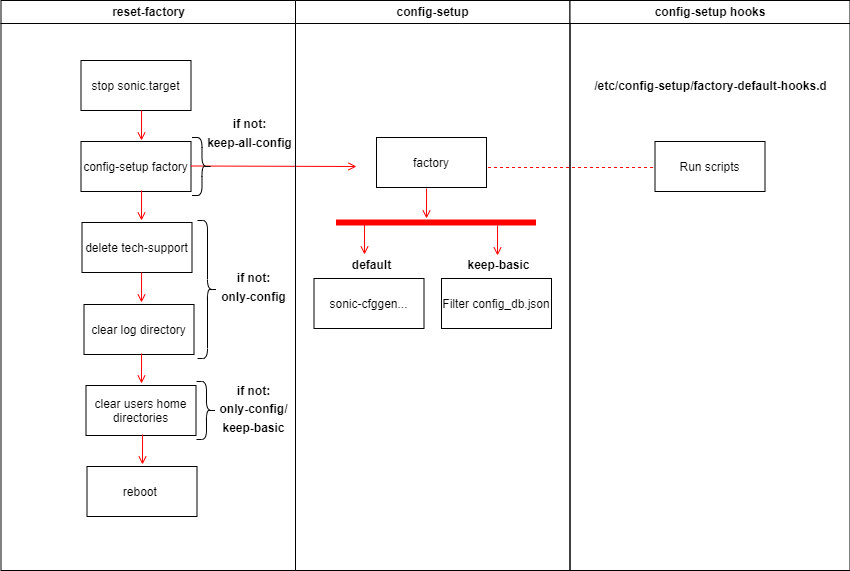 reset-factory
config-setup
config-setup hooks
stop sonic.target
/etc/config-setup/factory-default-hooks.d
if not:
keep-all-config
config-setup factory
factory
Run scripts
delete tech-support
default
keep-basic
if not:
only-config
sonic-cfggen...
Filter config_db.json
clear log directory
clear users home
directories
if not:
only-config/
keep-basic
reboot